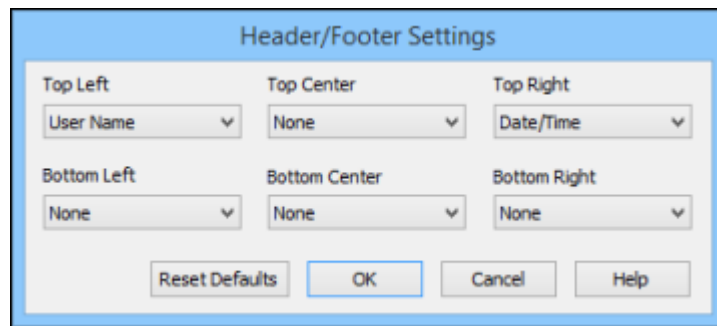 Header/Footer Settings
Top Left Top Center Top Right
User Name None Date/Time
Bottom Left Bottom Center Bottom Right
None None None
Reset Defaults OK Cancel Help